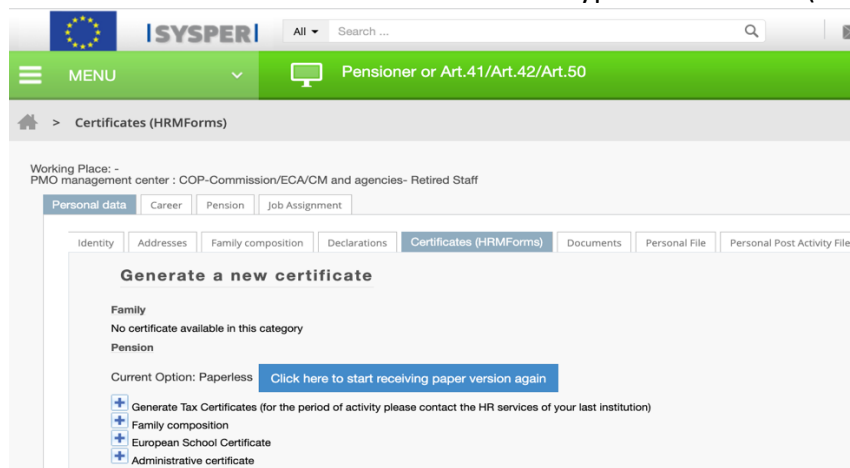 SYSPER
All Search ...
MENU Pensioner or Art.41/Art.42/Art.50
> Certificates (HRMForms)
Working Place: -
PMO management center : COP-Commission/ECA/CM and agencies- Retired Staff
Personal data Career Pension Job Assignment
Identity Addresses Family composition Declarations Certificates (HRMForms) Documents Personal File Personal Post Activity File
Generate a new certificate
Family
No certificate available in this category
Pension
Current Option: Paperless Click here to start receiving paper version again
Generate Tax Certificates (for the period of activity please contact the HR services of your last institution)
Family composition
European School Certificate
Administrative certificate